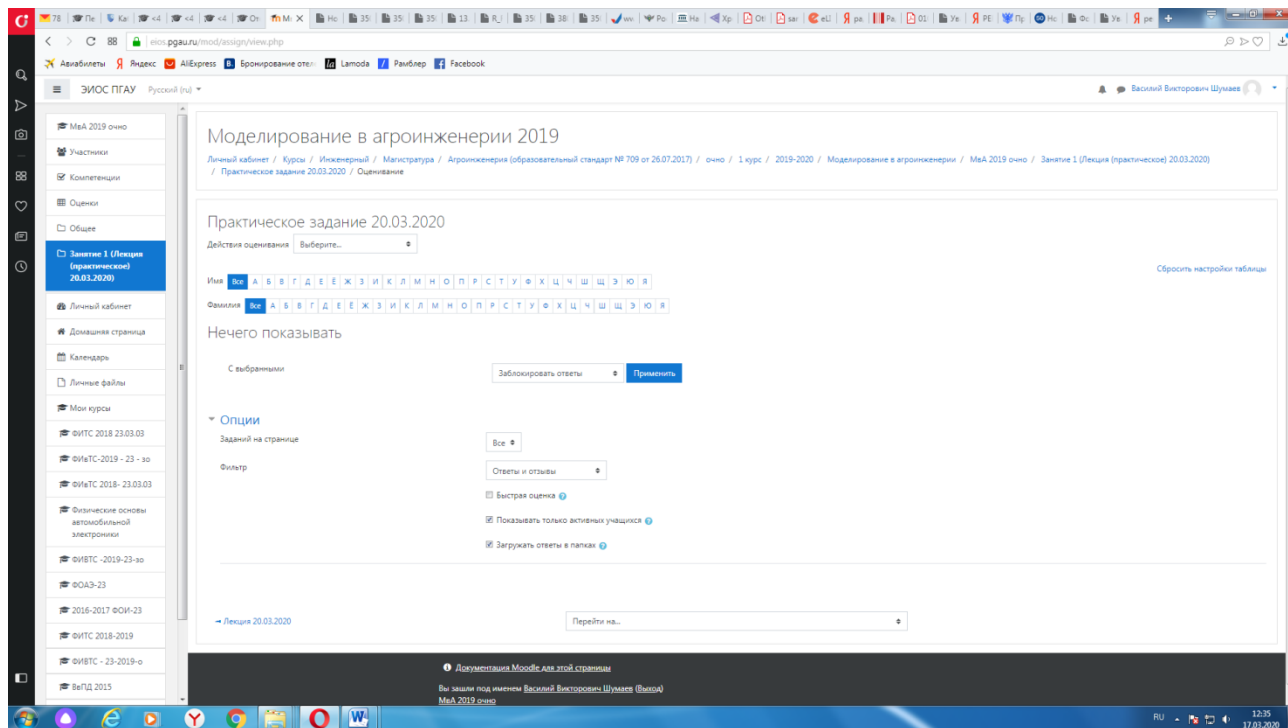 eios.pgau.ru/mod/assign/view.php
Авиабилеты Яндекс AliExpress Бронирование отел Lamoda Рамблер Facebook
ЭИОС ПГАУ Русский (ru) Василий Викторович Шумаев
МвА 2019 очно
Участники
Компетенции
Оценки
Общее
Занятие 1 (Лекция
(практическое)
20.03.2020)
Личный кабинет
Домашняя страница
Календарь
Личные файлы
Мои курсы
ФИТС 2018 23.03.03
ФИвТС-2019 - 23 - зо
ФИвТС 2018- 23.03.03
Физические основы
автомобильной
электроники
ФИВТС -2019-23-зо
ФОАЭ-23
2016-2017 ФОИ-23
ФИТС 2018-2019
ФИВТС - 23-2019-о
ВеПД 2015
Моделирование в агроинженерии 2019
Личный кабинет / Курсы / Инженерный / Магистратура / Агроинженерия (образовательный стандарт № 709 от 26.07.2017) / очно / 1 курс / 2019-2020 / Моделирование в агроинженерии / МвА 2019 очно / Занятие 1 (Лекция (практическое) 20.03.2020)
/ Практическое задание 20.03.2020 / Оценивание
Практическое задание 20.03.2020
Действия оценивания Выберите...
Сбросить настройки таблицы
Имя Все А Б В Г Д Е Ё Ж З И К Л М Н О П Р С Т У Ф Х Ц Ч Ш Щ Э Ю Я
Фамилия Все А Б В Г Д Е Ё Ж З И К Л М Н О П Р С Т У Ф Х Ц Ч Ш Щ Э Ю Я
Нечего показывать
С выбранными Заблокировать ответы Применить
Опции
Заданий на странице Все
Фильтр Ответы и отзывы
Быстрая оценка
Показывать только активных учащихся
Загружать ответы в папках
→ Лекция 20.03.2020 Перейти на...
Документация Moodle для этой страницы
Вы зашли под именем Василий Викторович Шумаев (Выход)
МвА 2019 очно
RU 12:35
17.03.2020